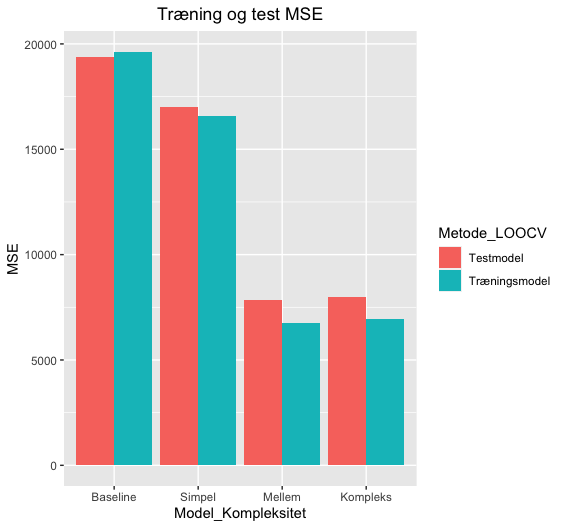 Træning og test MSE
20000
15000
10000
5000
0
MSE
Baseline Simpel Mellem Kompleks
Model_Kompleksitet
Metode_LOOCV
Testmodel
Træningsmodel